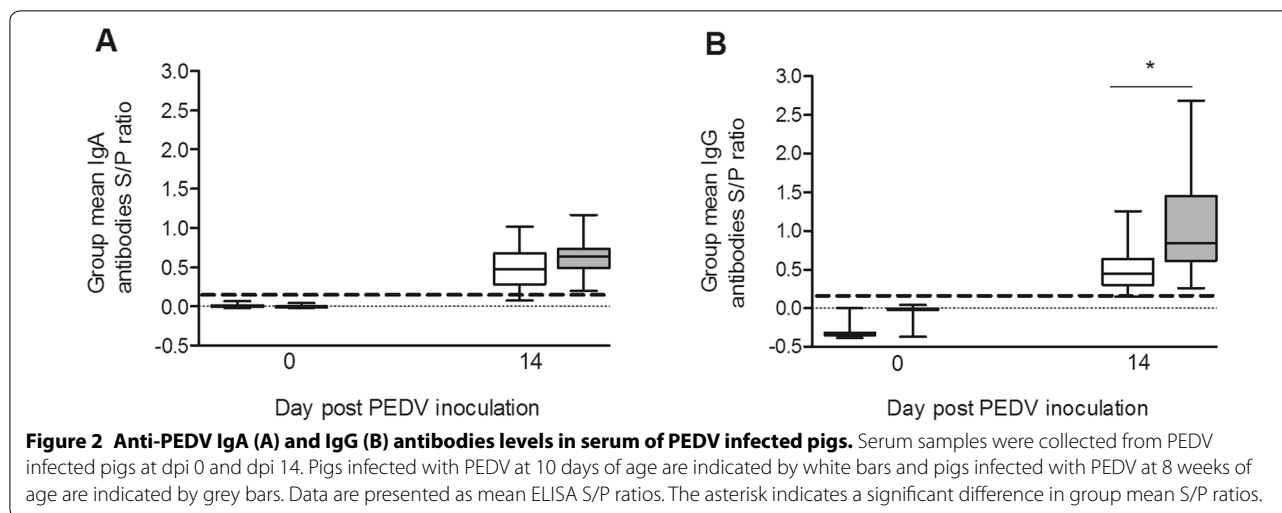 A
Group mean IgA
antibodies S/P ratio
3.0
2.5
2.0
1.5
1.0
0.5
0.0
-0.5
0
14
Day post PEDV inoculation
B
Group mean IgG
antibodies S/P ratio
3.0
2.5
2.0
1.5
1.0
0.5
0.0
-0.5
*
0
14
Day post PEDV inoculation
Figure 2 Anti-PEDV IgA (A) and IgG (B) antibodies levels in serum of PEDV infected pigs. Serum samples were collected from PEDV
infected pigs at dpi 0 and dpi 14. Pigs infected with PEDV at 10 days of age are indicated by white bars and pigs infected with PEDV at 8 weeks of
age are indicated by grey bars. Data are presented as mean ELISA S/P ratios. The asterisk indicates a significant difference in group mean S/P ratios.